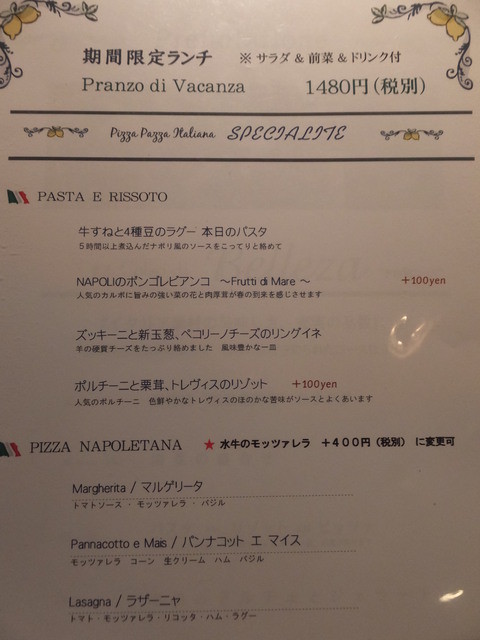 期間限定ランチ ※ サラダ & 前菜 & ドリンク付
Pranzo di Vacanza 1480円(税別)
Pizza Pazza Italiana SPECIALITE
PASTA E RISSOTO
牛すねと4種豆のラグー 本日のパスタ
5時間以上煮込んだナポリ風のソースをこってりと絡めて
NAPOLIのボンゴレビアンコ ～Frutti di Mare ～ +100yen
人気のカルボに旨みの強い菜の花と肉厚茸が春の到来を感じさせます
ズッキーニと新玉葱、ペコリーノチーズのリングイネ
羊の硬質チーズをたっぷり絡めました 風味豊かな一皿
ポルチーニと栗茸、トレヴィスのリゾット +100yen
人気のポルチーニ 色鮮やかなトレヴィスのほのかな苦味がソースとよくあいます
PIZZA NAPOLETANA ★ 水牛のモッツァレラ +400円(税別) に変更可
Margherita / マルゲリータ
トマトソース ・ モッツァレラ ・ バジル
Pannacotto e Mais / パンナコット エ マイス
モッツァレラ コーン 生クリーム ハム バジル
Lasagna / ラザーニャ
トマト・モッツァレラ・リコッタ・ハム・ラグー